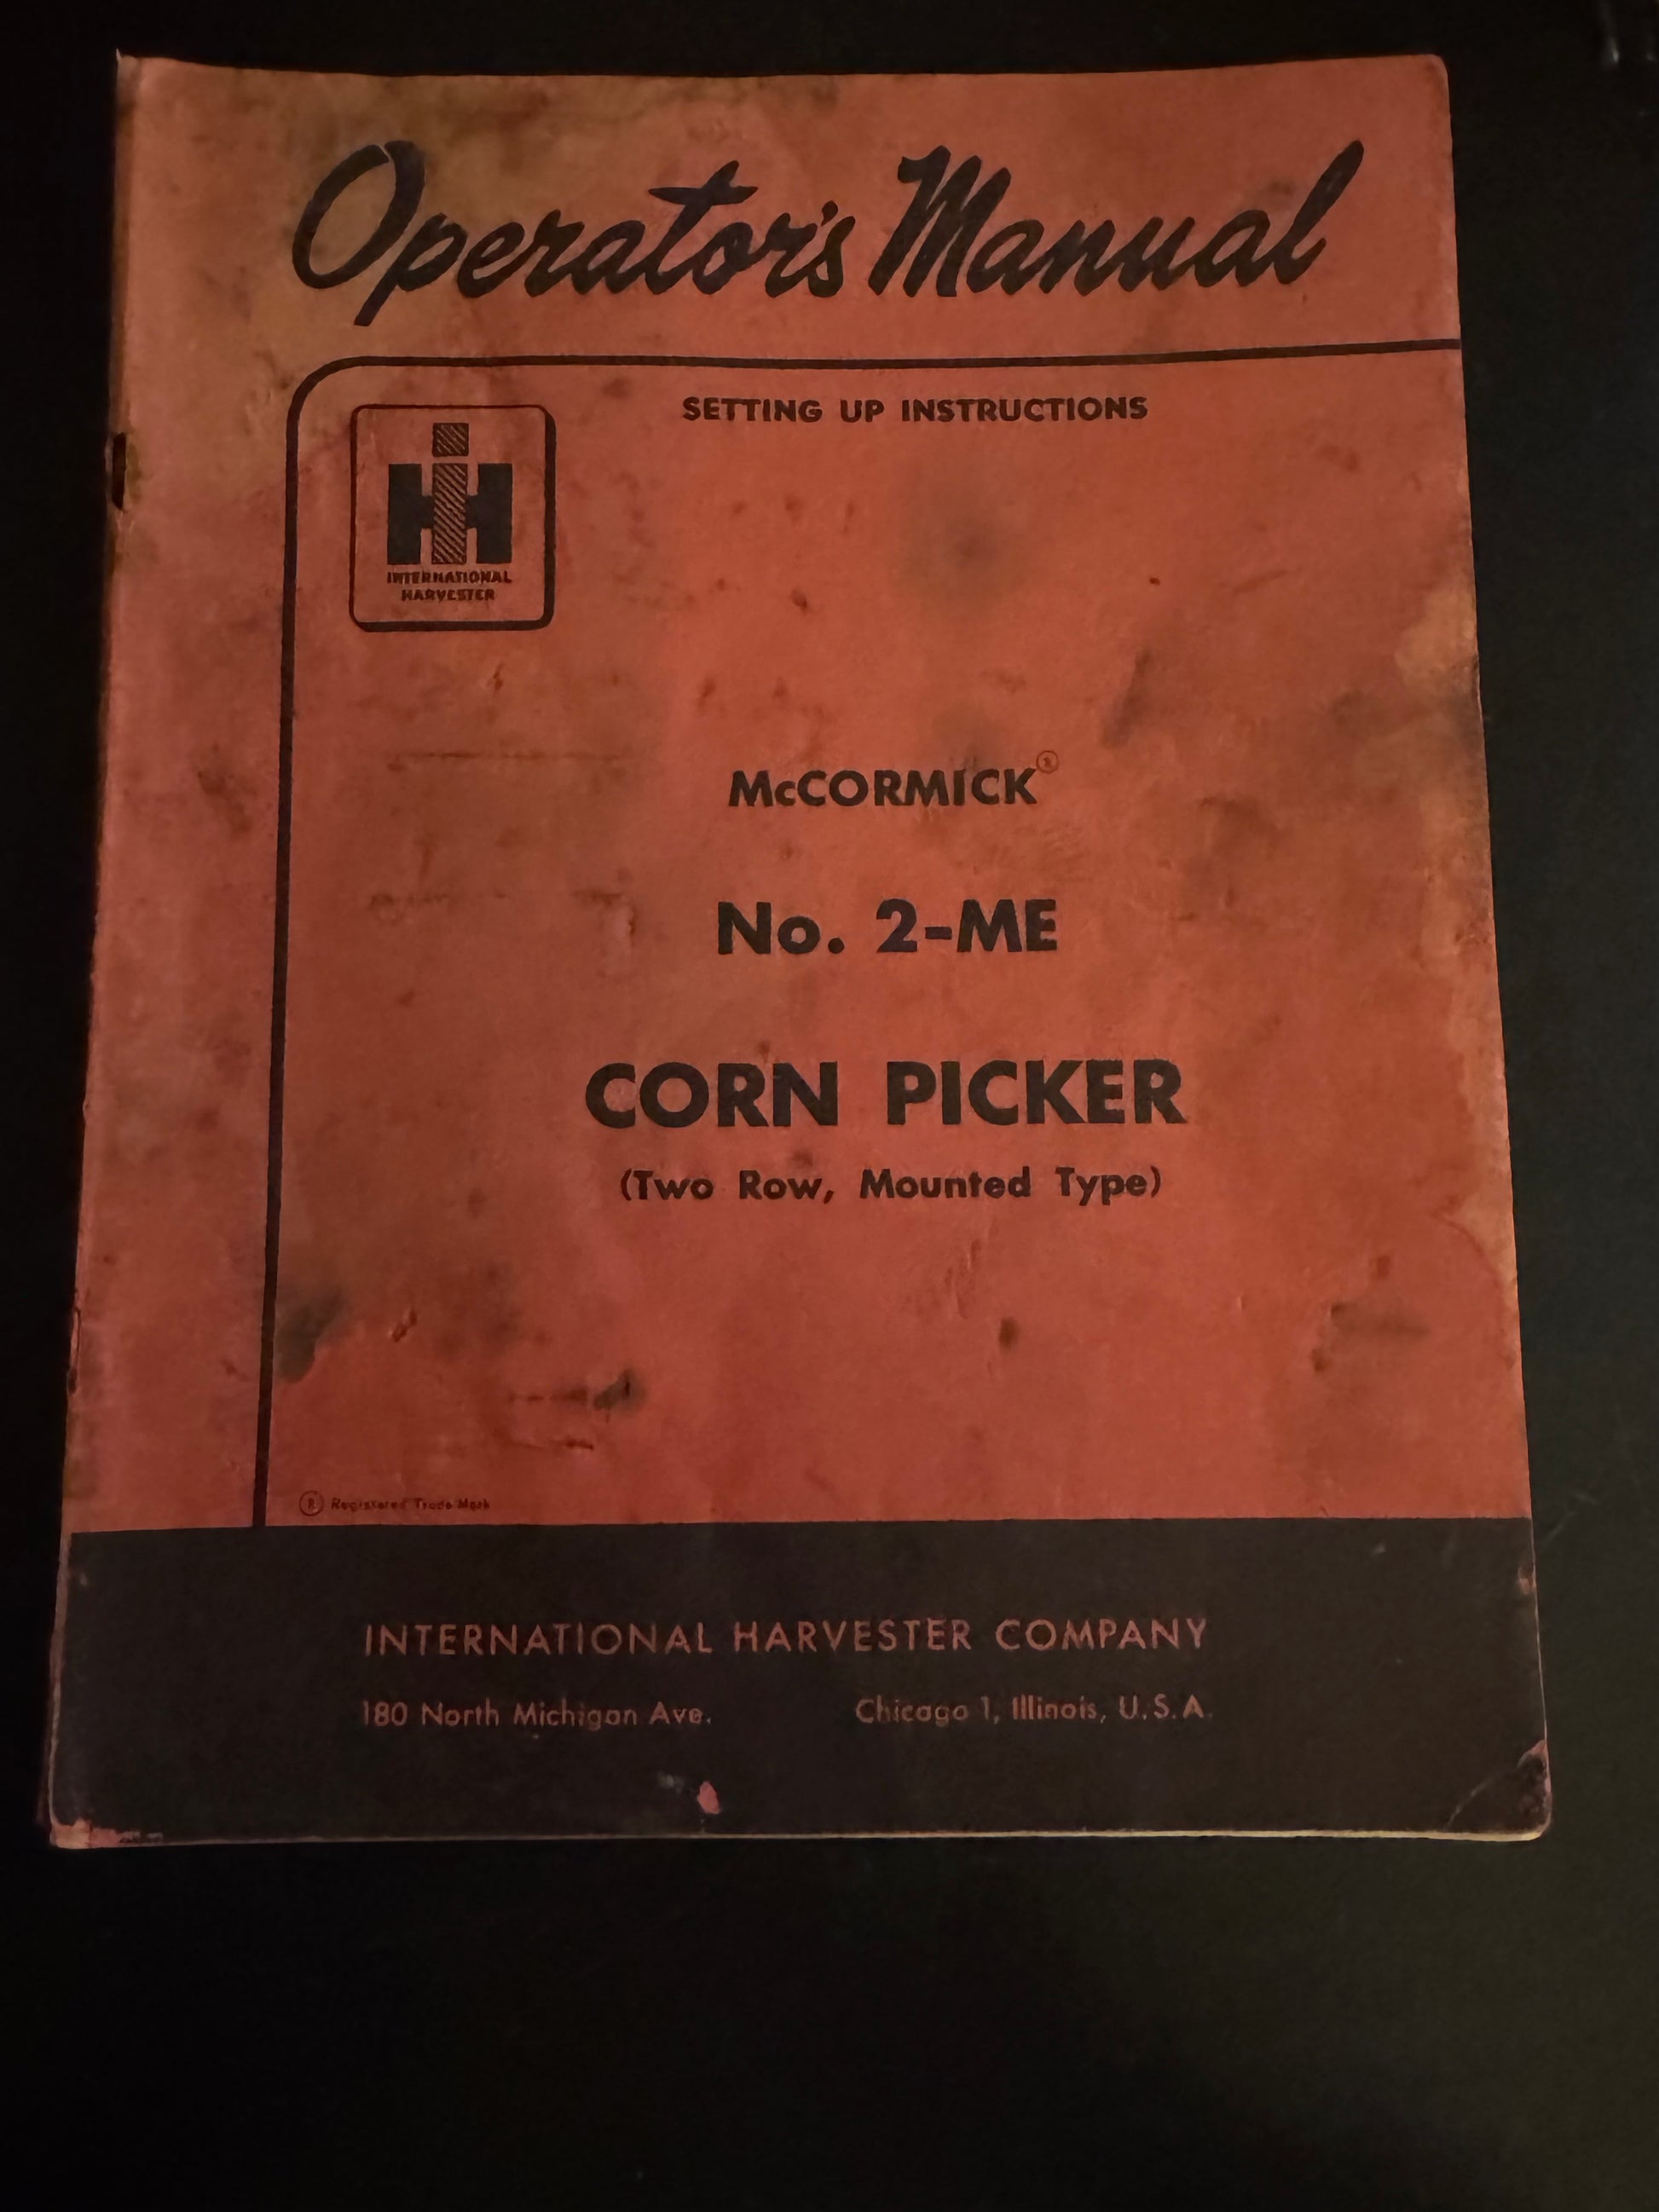 Operator's Manual
SETTING UP INSTRUCTIONS
IH
INTERNATIONAL
HARVESTER
McCORMICK®
No. 2-ME
CORN PICKER
(Two Row, Mounted Type)
® Registered Trade Mark
INTERNATIONAL HARVESTER COMPANY
180 North Michigan Ave. Chicago 1, Illinois, U.S.A.